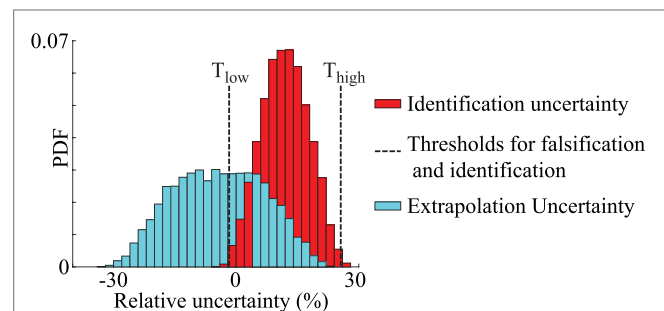 0.07
T_low
T_high
PDF
0
-30
0
30
Relative uncertainty (%)
Identification uncertainty
Thresholds for falsification
and identification
Extrapolation Uncertainty